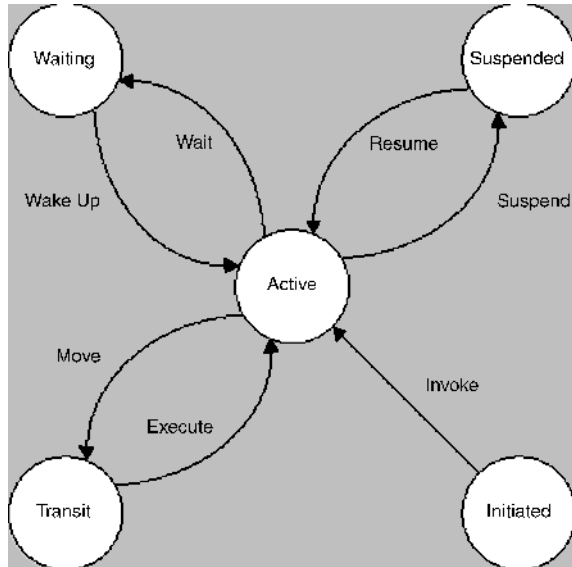 Waiting
Suspended
Wait
Resume
Wake Up
Suspend
Active
Move
Invoke
Execute
Transit
Initiated